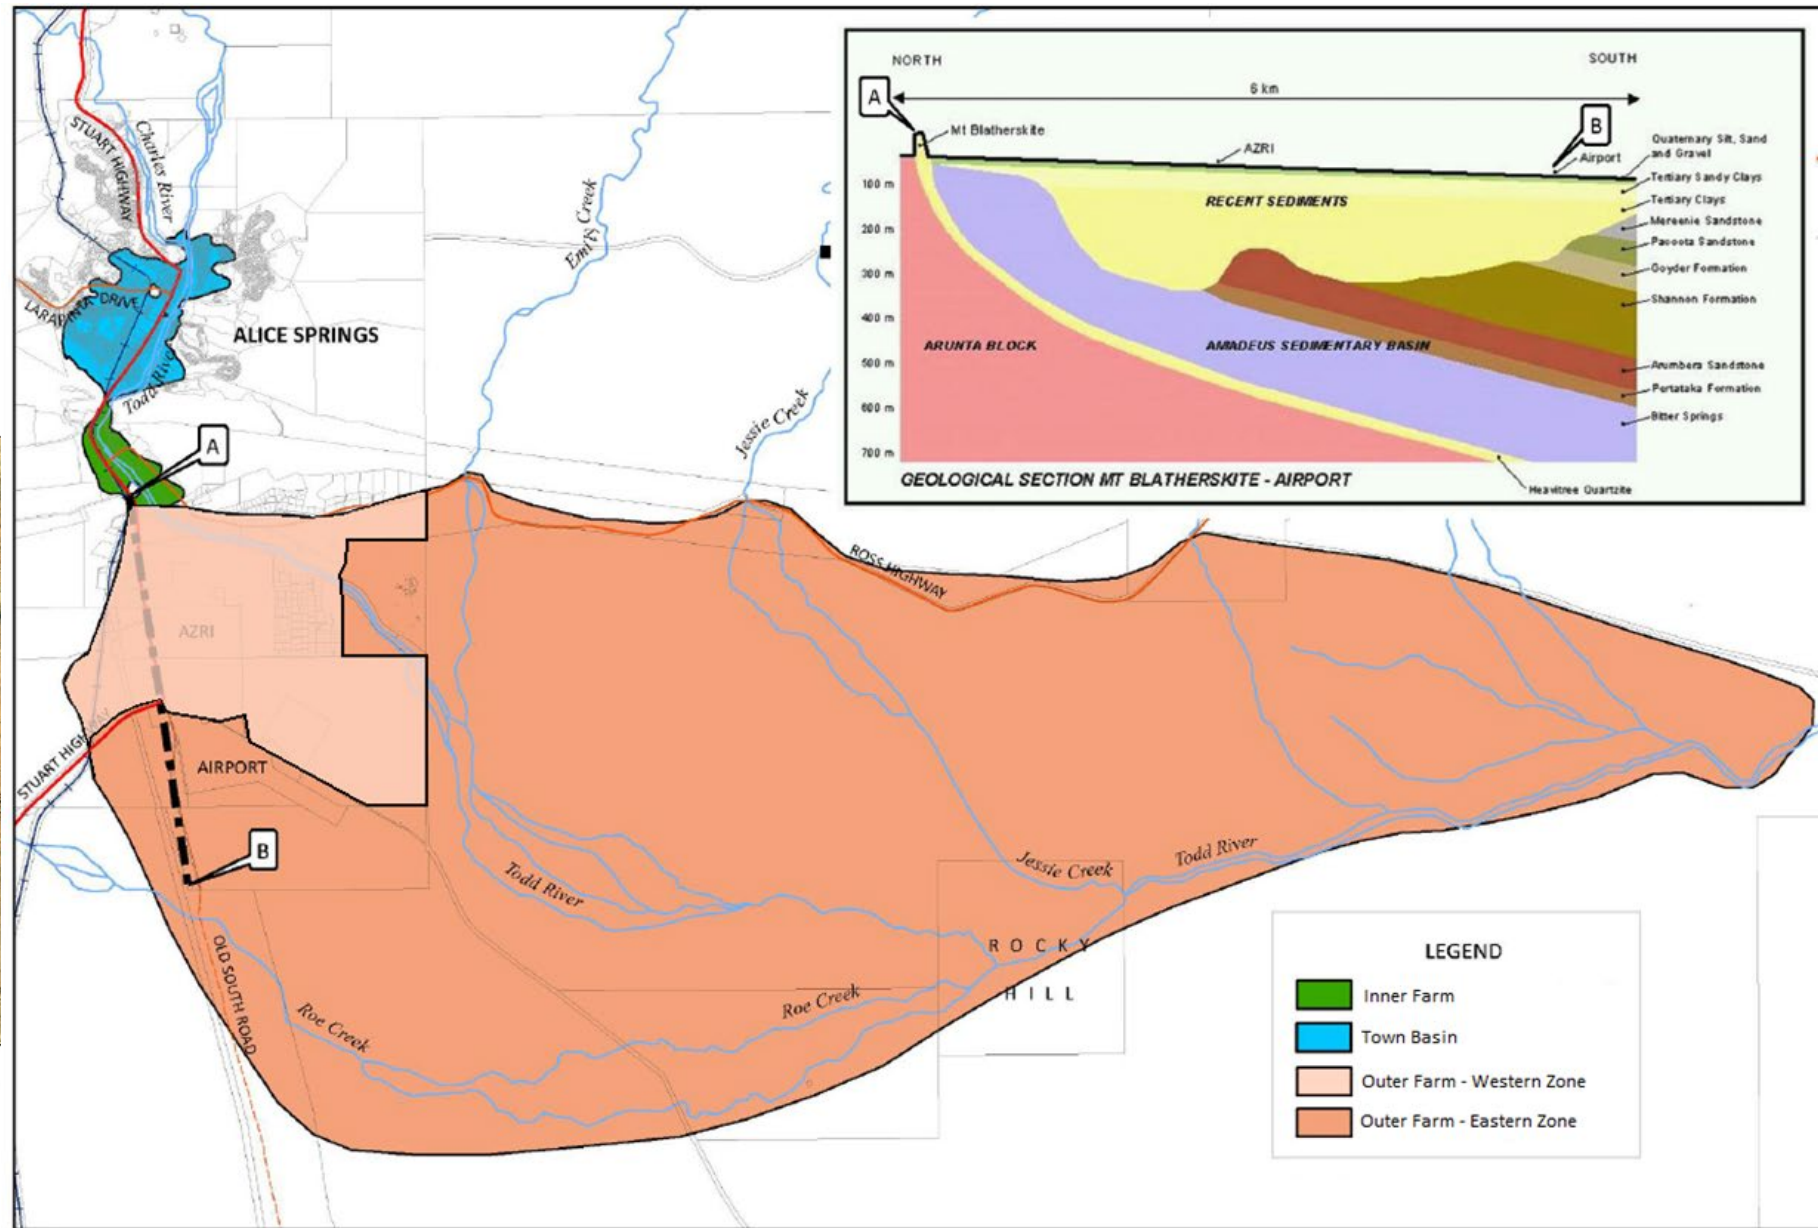 STUART HIGHWAY
Charles River
LARAPINTA DRIVE
ALICE SPRINGS
Todd River
A
Emily Creek
Jessie Creek
ROSS HIGHWAY
AZRI
STUART HIGHWAY
AIRPORT
B
Todd River
Jessie Creek
Todd River
ROCKY
HILL
Roe Creek
Roe Creek
OLD SOUTH ROAD
NORTH
SOUTH
6 km
A
B
Mt Blatherskite
AZRI
Airport
Quaternary Silt, Sand
and Gravel
Tertiary Sandy Clays
Tertiary Clays
Mereenie Sandstone
Pacoota Sandstone
Goyder Formation
Shannon Formation
Arumbera Sandstone
Pertataka Formation
Bitter Springs
Heavitree Quartzite
100 m
200 m
300 m
400 m
500 m
600 m
700 m
RECENT SEDIMENTS
ARUNTA BLOCK
AMADEUS SEDIMENTARY BASIN
GEOLOGICAL SECTION MT BLATHERSKITE - AIRPORT
LEGEND
Inner Farm
Town Basin
Outer Farm - Western Zone
Outer Farm - Eastern Zone